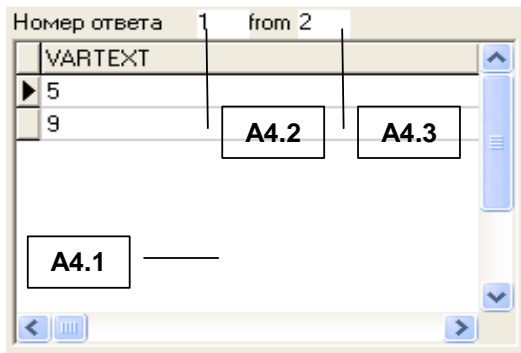 Номер ответа 1 from 2
VARTEXT
5
9
A4.2 A4.3
A4.1